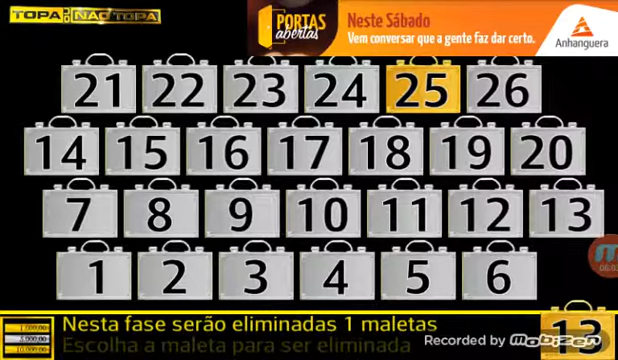 TOPA OU NÃO TOPA
PORTAS abertas
Neste Sábado
Vem conversar que a gente faz dar certo.
Anhanguera
21 22 23 24 25 26
14 15 16 17 18 19 20
7 8 9 10 11 12 13
1 2 3 4 5 6
Nesta fase serão eliminadas 1 maletas
Escolha a maleta para ser eliminada
Recorded by Mobizen
13